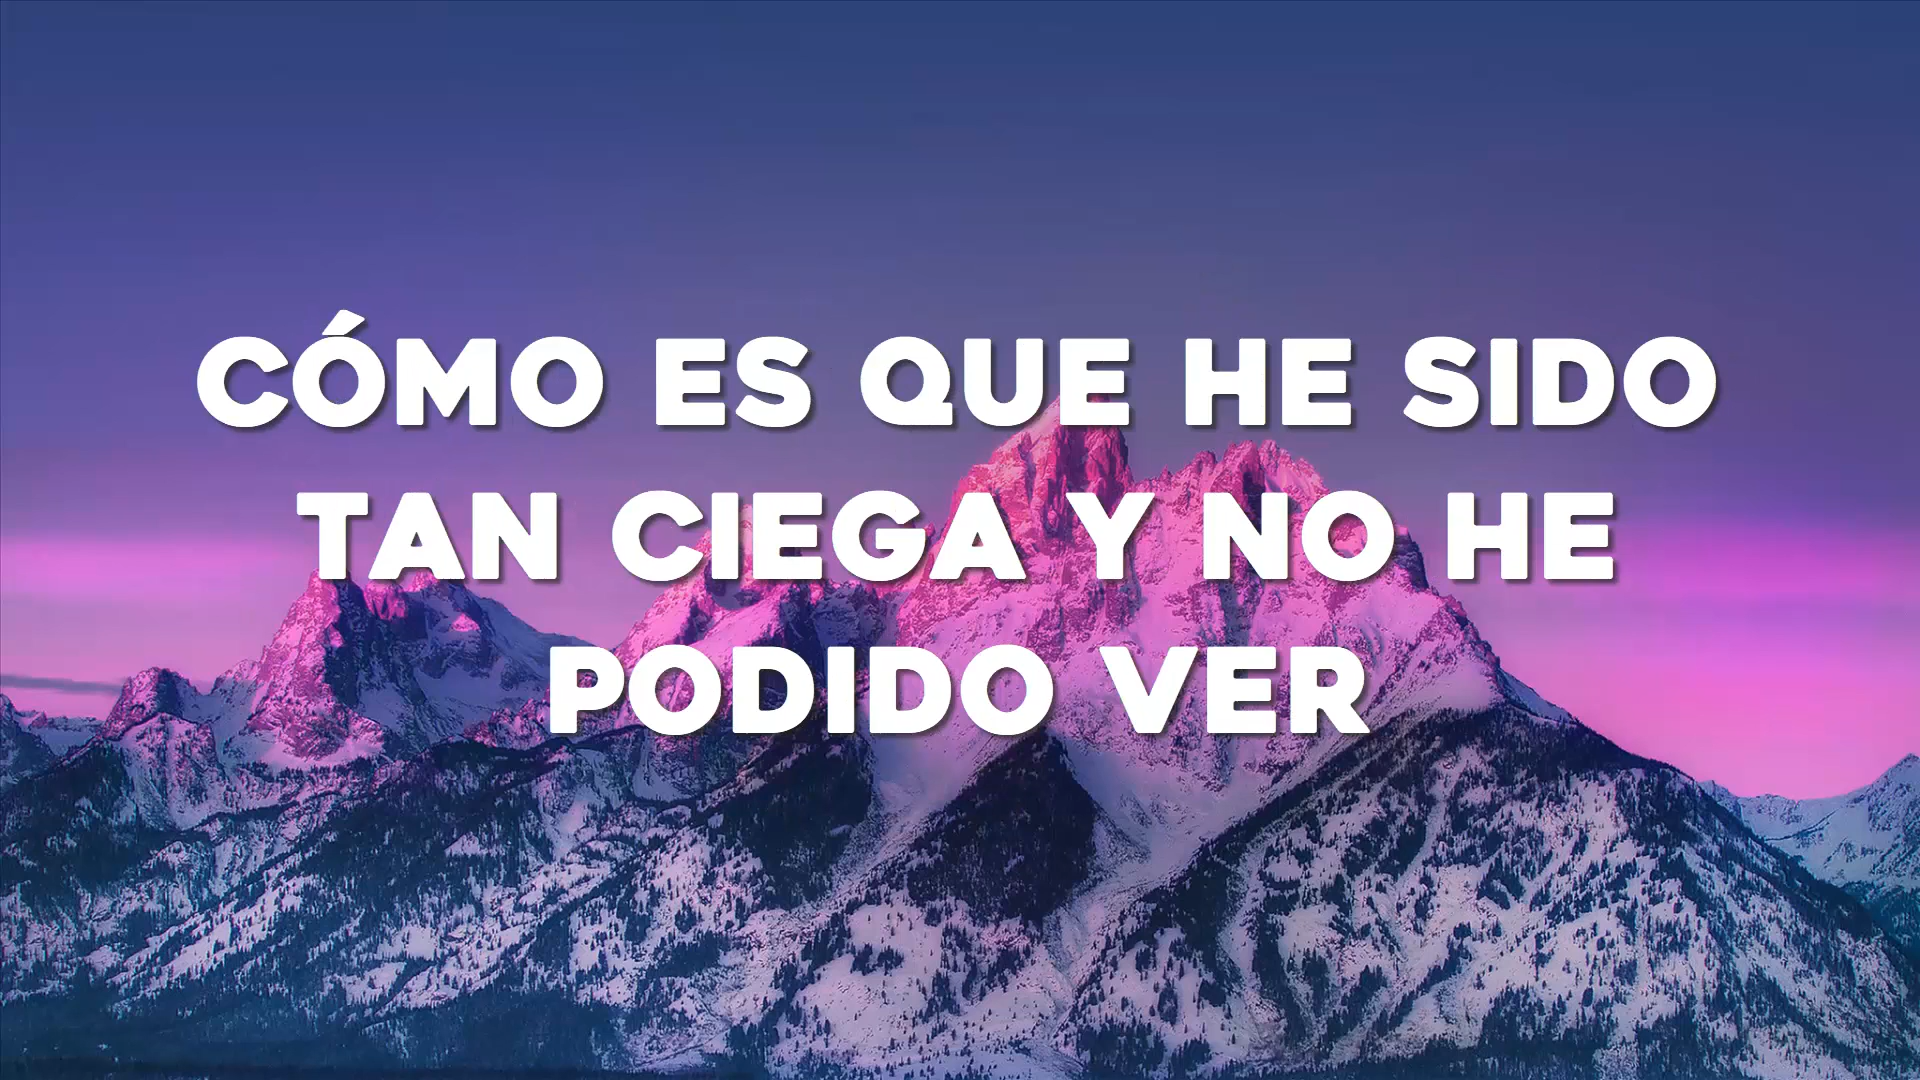 CÓMO ES QUE HE SIDO
TAN CIEGA Y NO HE
PODIDO VER